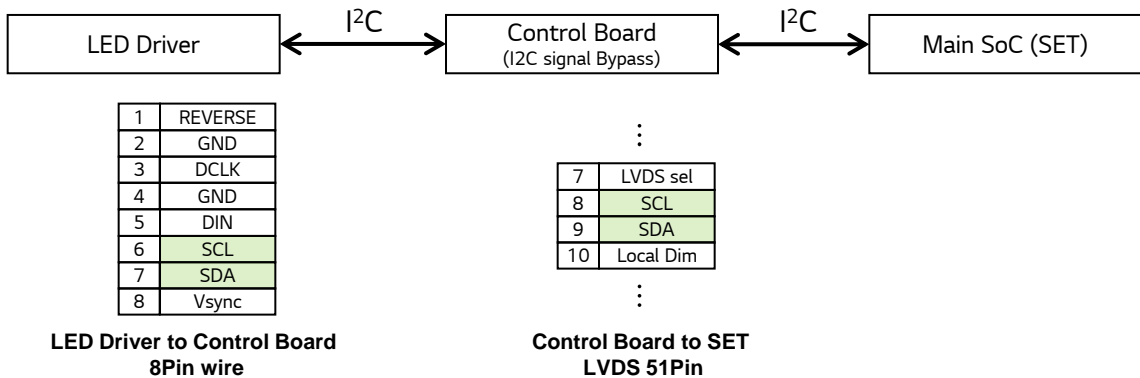 I²C
I²C
LED Driver
Control Board
(I2C signal Bypass)
Main SoC (SET)
1 REVERSE
2 GND
3 DCLK
4 GND
5 DIN
6 SCL
7 SDA
8 Vsync
LED Driver to Control Board
8Pin wire
⋮
7 LVDS sel
8 SCL
9 SDA
10 Local Dim
⋮
Control Board to SET
LVDS 51Pin